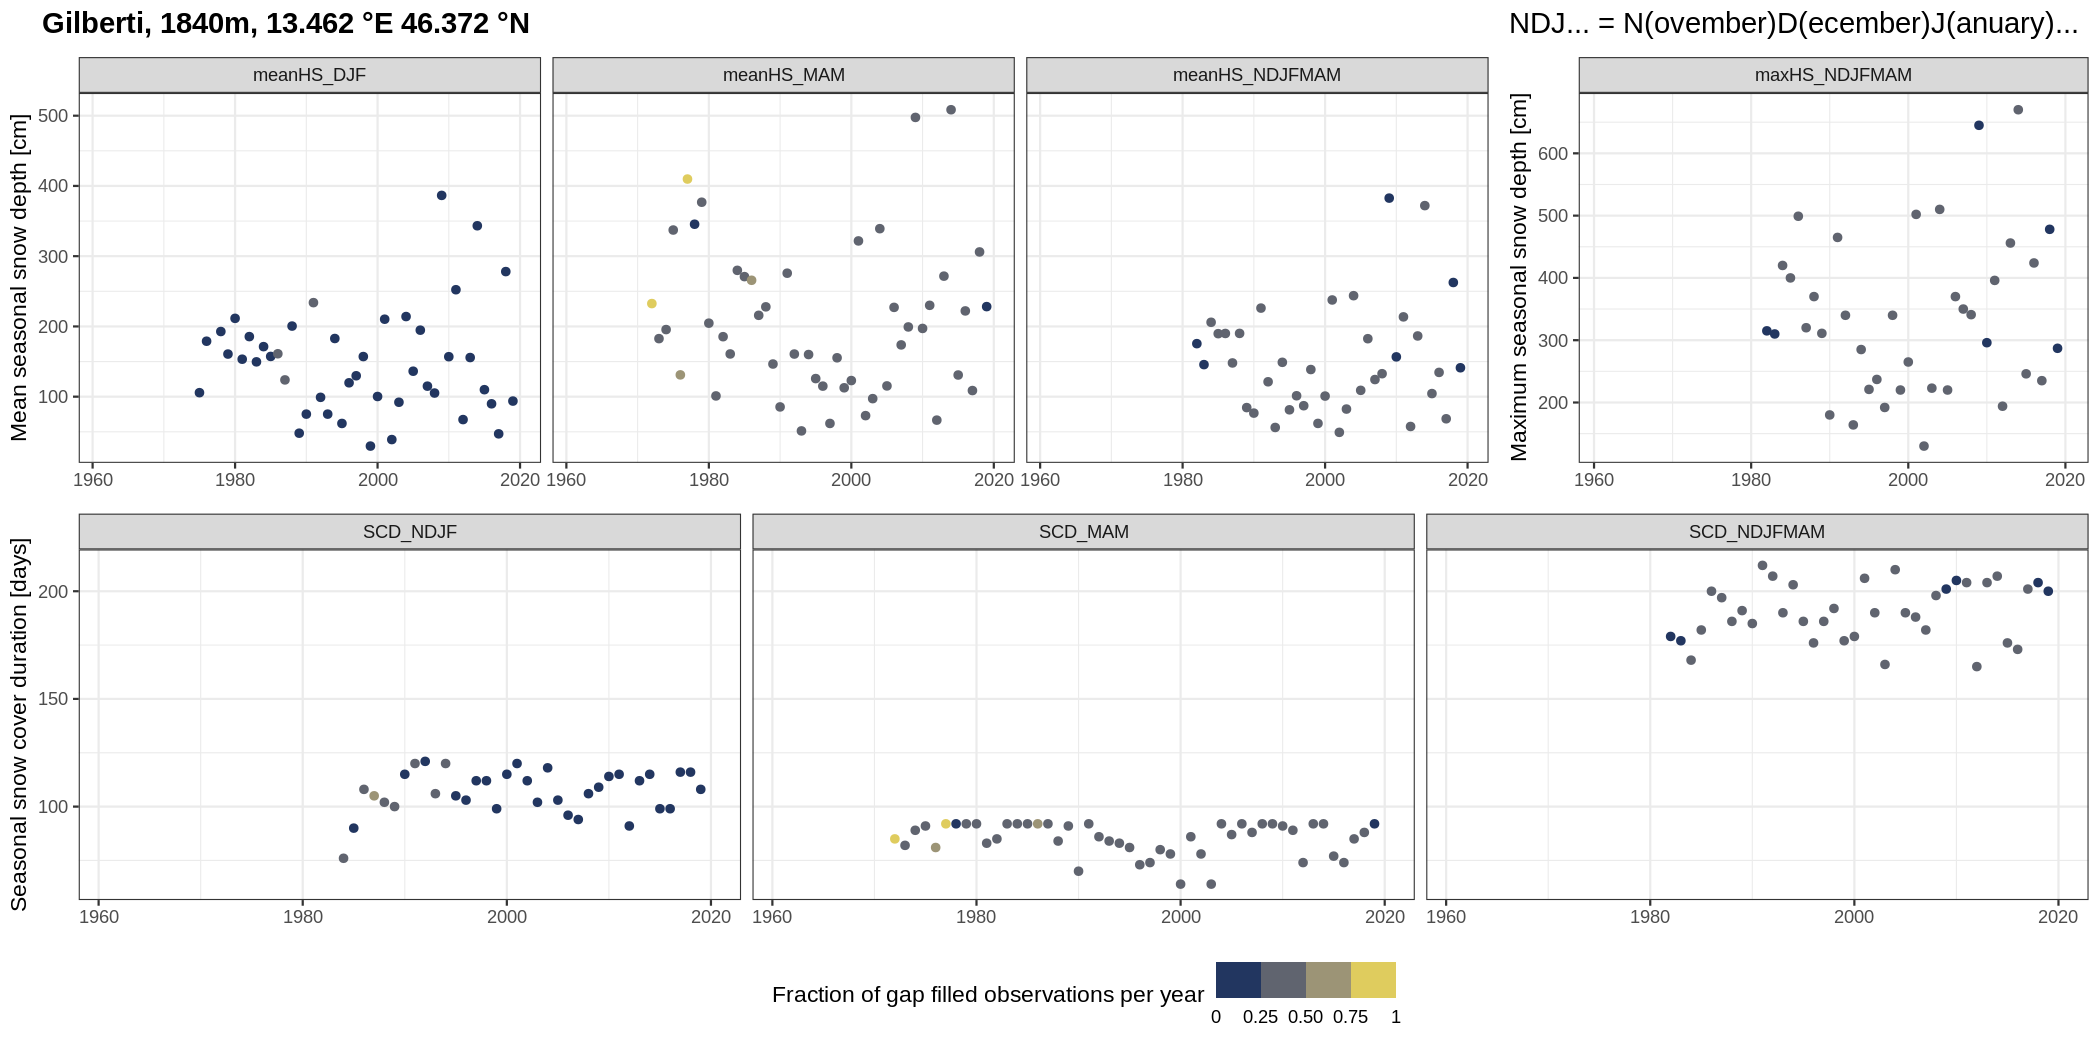 Gilberti, 1840m, 13.462 °E 46.372 °N
NDJ... = N(ovember)D(ecember)J(anuary)...
meanHS_DJF
meanHS_MAM
meanHS_NDJFMAM
maxHS_NDJFMAM
Mean seasonal snow depth [cm]
500
400
300
200
100
Maximum seasonal snow depth [cm]
600
500
400
300
200
1960 1980 2000 2020
1960 1980 2000 2020
1960 1980 2000 2020
1960 1980 2000 2020
SCD_NDJF
SCD_MAM
SCD_NDJFMAM
Seasonal snow cover duration [days]
200
150
100
1960 1980 2000 2020
1960 1980 2000 2020
1960 1980 2000 2020
Fraction of gap filled observations per year
0 0.25 0.50 0.75 1